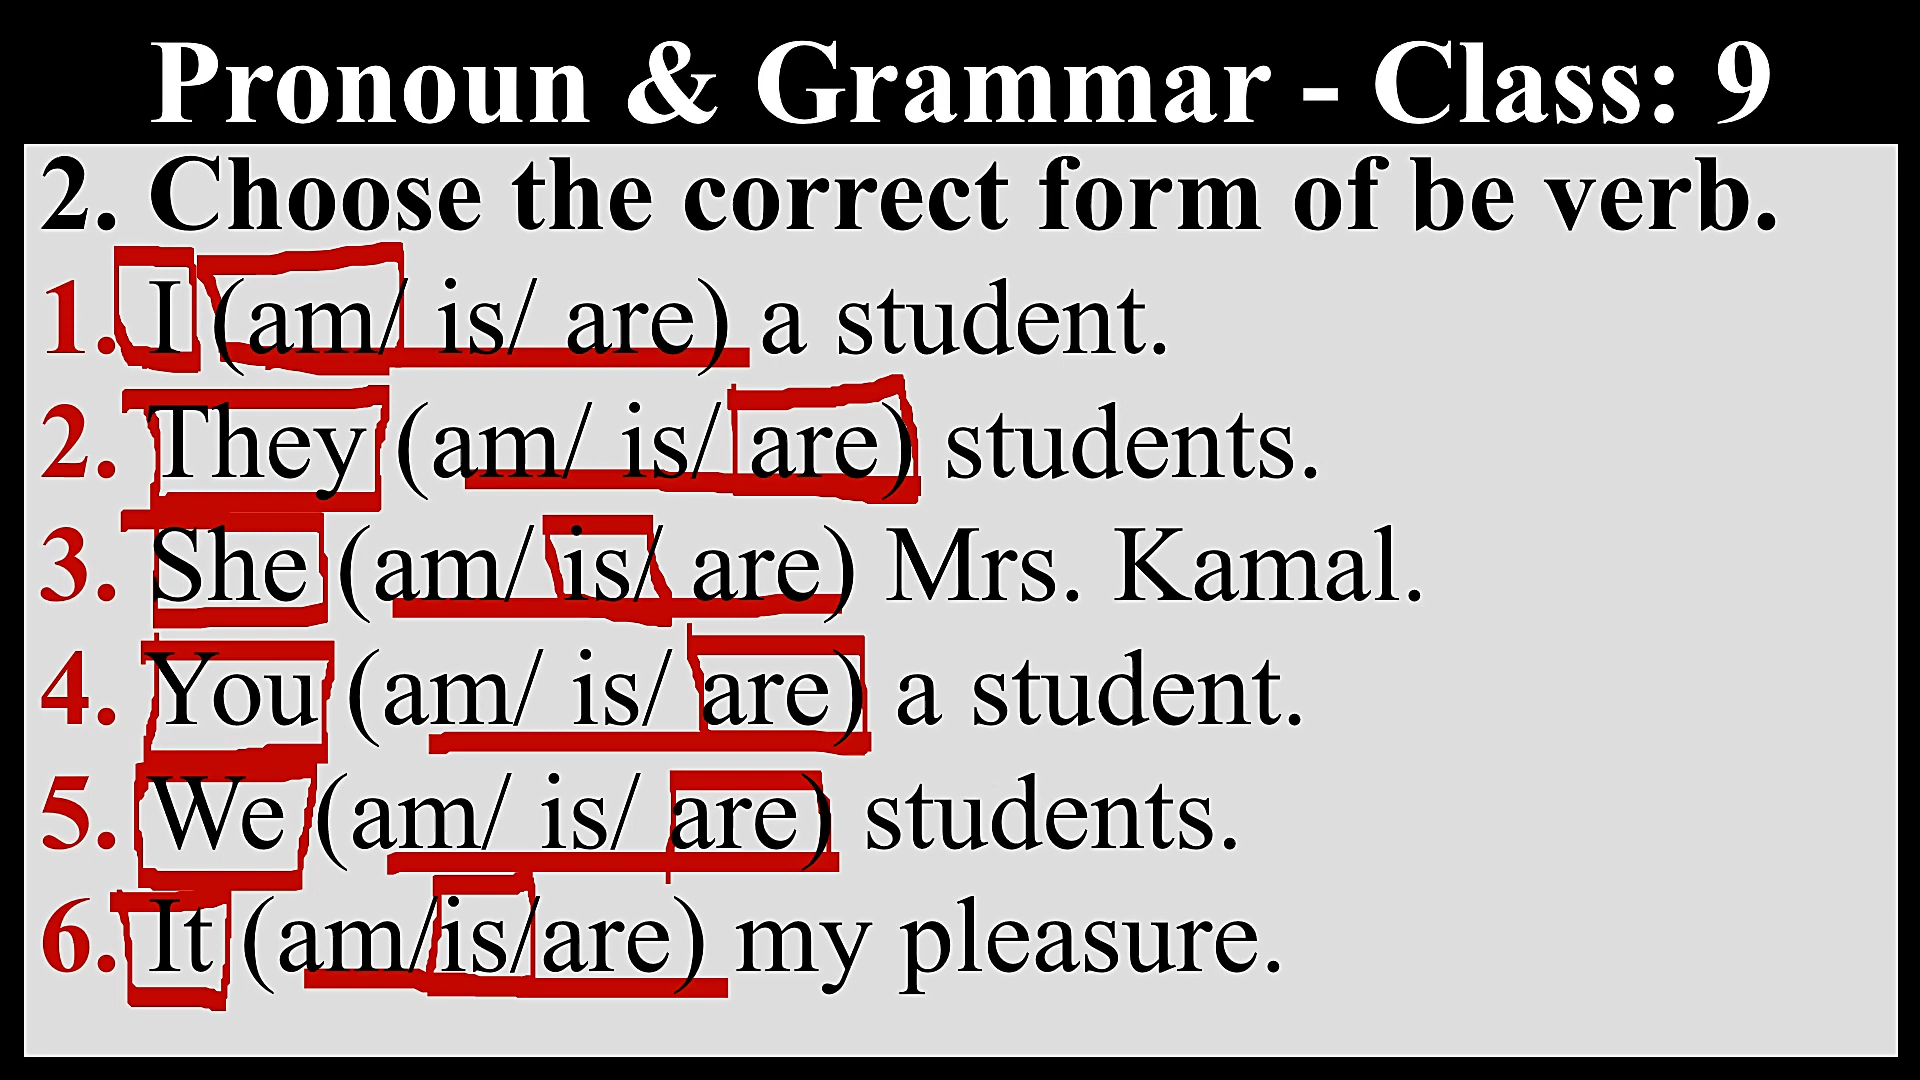 Pronoun & Grammar - Class: 9
2. Choose the correct form of be verb.
1. I (am/ is/ are) a student.
2. They (am/ is/ are) students.
3. She (am/ is/ are) Mrs. Kamal.
4. You (am/ is/ are) a student.
5. We (am/ is/ are) students.
6. It (am/is/are) my pleasure.